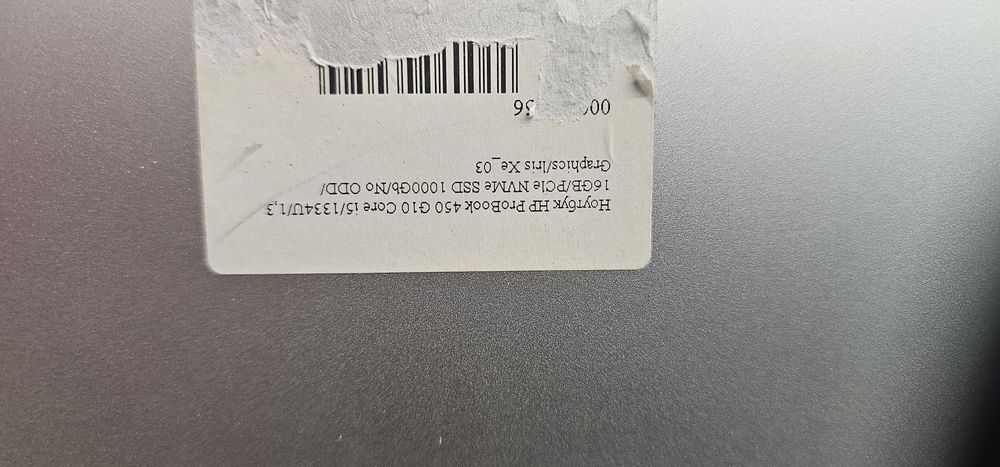 Ноутбук HP ProBook 450 G10 Core i5/1334U/1,3
16GB/PCIe NVMe SSD 1000Gb/No ODD/
Graphics/Iris Xe_03